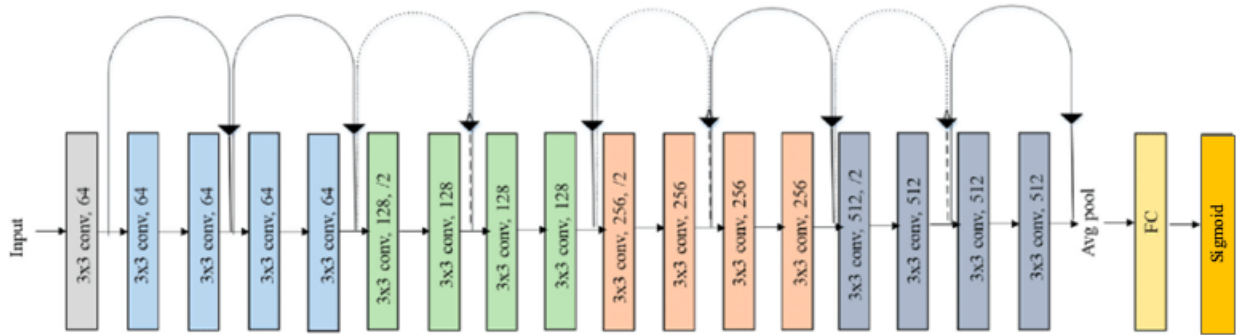 Input
3x3 conv, 64
3x3 conv, 64
3x3 conv, 64
3x3 conv, 64
3x3 conv, 64
3x3 conv, 128, /2
3x3 conv, 128
3x3 conv, 128
3x3 conv, 128
3x3 conv, 256, /2
3x3 conv, 256
3x3 conv, 256
3x3 conv, 256
3x3 conv, 512, /2
3x3 conv, 512
3x3 conv, 512
3x3 conv, 512
Avg pool
FC
Sigmoid